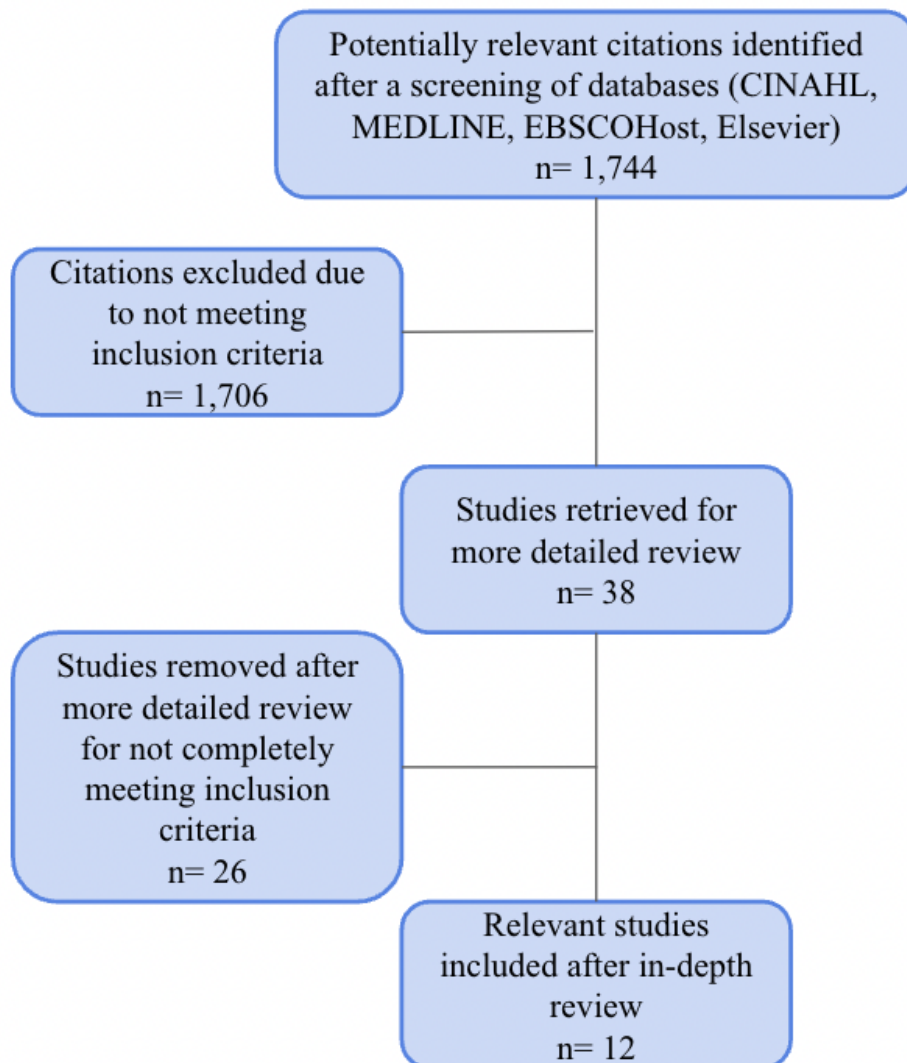 Potentially relevant citations identified
after a screening of databases (CINAHL,
MEDLINE, EBSCOHost, Elsevier)
n= 1,744
Citations excluded due
to not meeting
inclusion criteria
n= 1,706
Studies retrieved for
more detailed review
n= 38
Studies removed after
more detailed review
for not completely
meeting inclusion
criteria
n= 26
Relevant studies
included after in-depth
review
n= 12